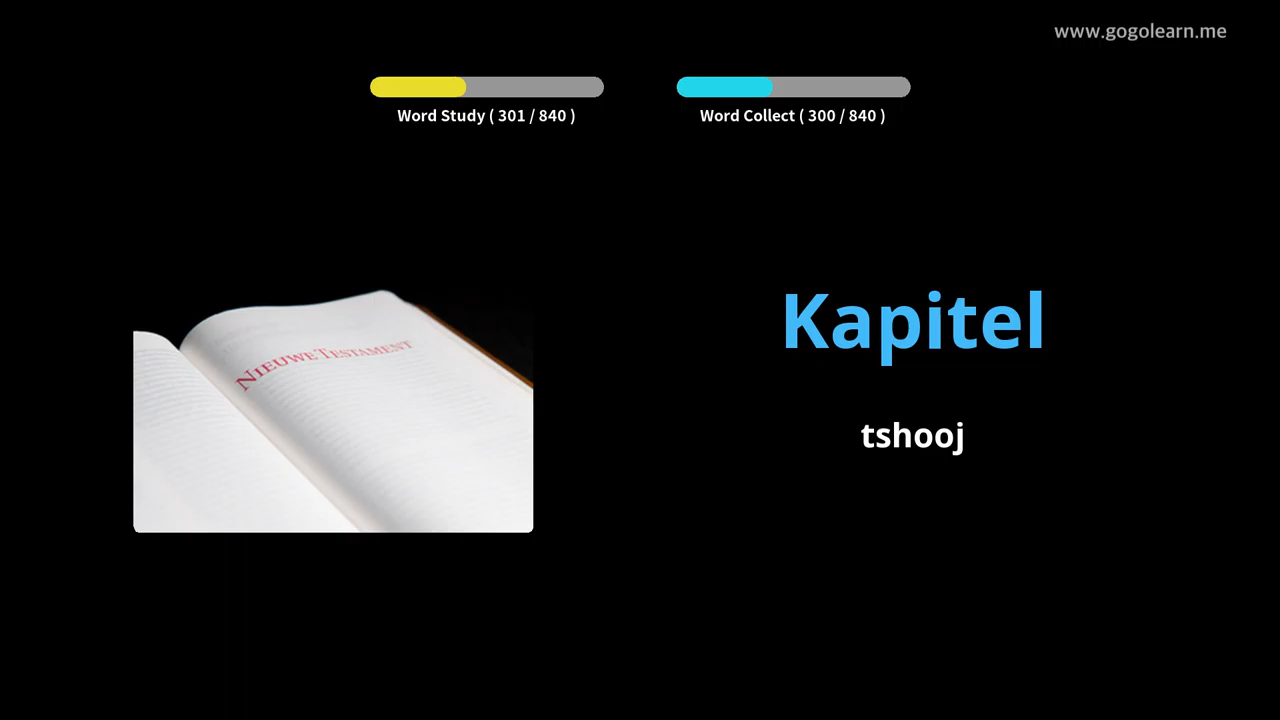 www.gogolearn.me
Word Study ( 301 / 840 )
Word Collect ( 300 / 840 )
NIEUWE TESTAMENT
Kapitel
tshooj